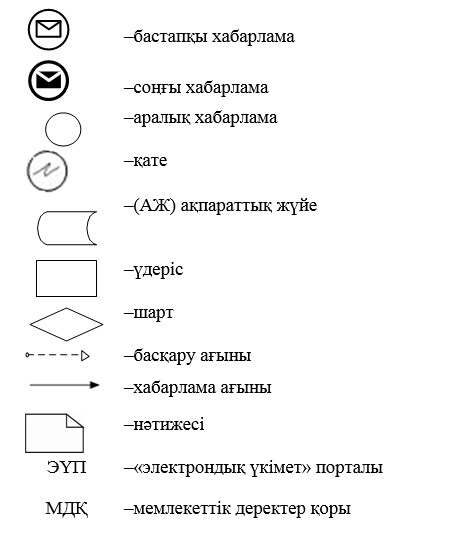 –бастапқы хабарлама
–соңғы хабарлама
–аралық хабарлама
–қате
–(АЖ) ақпараттық жүйе
–үдеріс
–шарт
–басқару ағыны
–хабарлама ағыны
–нәтижесі
ЭҮП –«электрондық үкімет» порталы
МДҚ –мемлекеттік деректер қоры